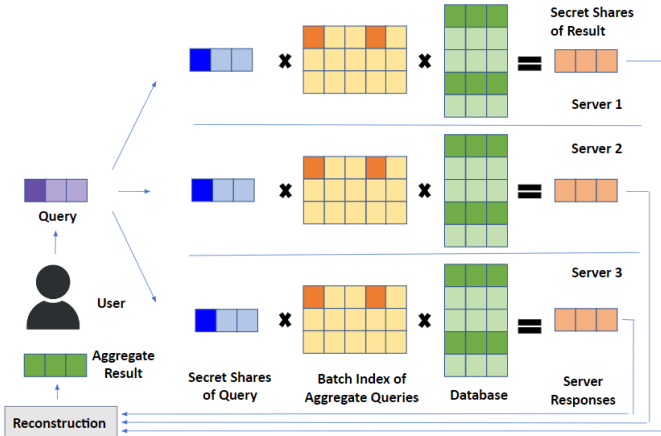 Secret Shares
of Result
Server 1
Server 2
Query
Server 3
User
Aggregate
Result
Secret Shares
of Query
Batch Index of
Aggregate Queries
Database
Server
Responses
Reconstruction